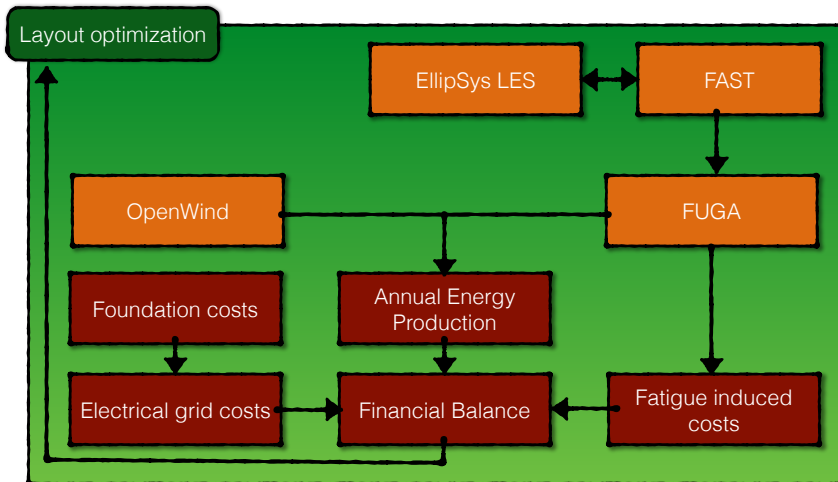 Layout optimization
EllipSys LES
FAST
OpenWind
FUGA
Foundation costs
Annual Energy
Production
Electrical grid costs
Financial Balance
Fatigue induced
costs